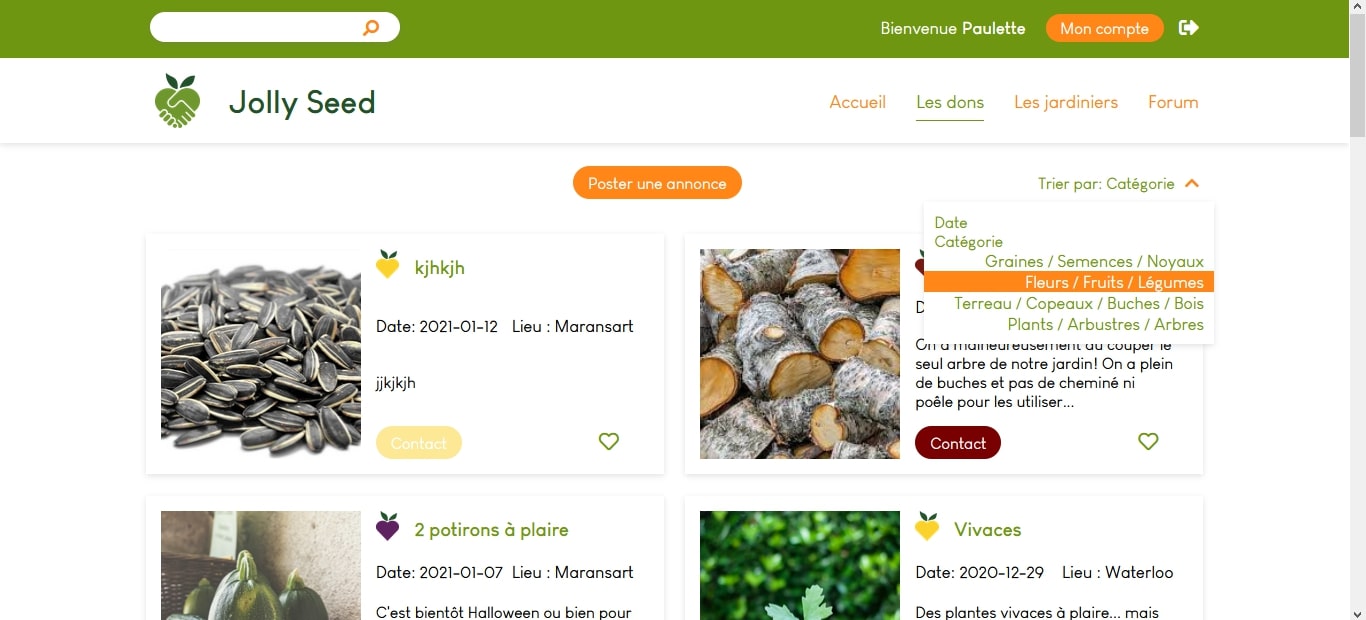 Bienvenue Paulette
Mon compte
Jolly Seed
Accueil
Les dons
Les jardiniers
Forum
Poster une annonce
Trier par: Catégorie
Date
Catégorie
Graines / Semences / Noyaux
Fleurs / Fruits / Légumes
Terreau / Copeaux / Buches / Bois
Plants / Arbustres / Arbres
kjhkjh
Date: 2021-01-12 Lieu : Maransart
jjkjkjh
Contact
On a malheureusement du couper le
seul arbre de notre jardin! On a plein
de buches et pas de cheminé ni
poêle pour les utiliser...
Contact
2 potirons à plaire
Date: 2021-01-07 Lieu : Maransart
C'est bientôt Halloween ou bien pour
Vivaces
Date: 2020-12-29 Lieu : Waterloo
Des plantes vivaces à plaire... mais